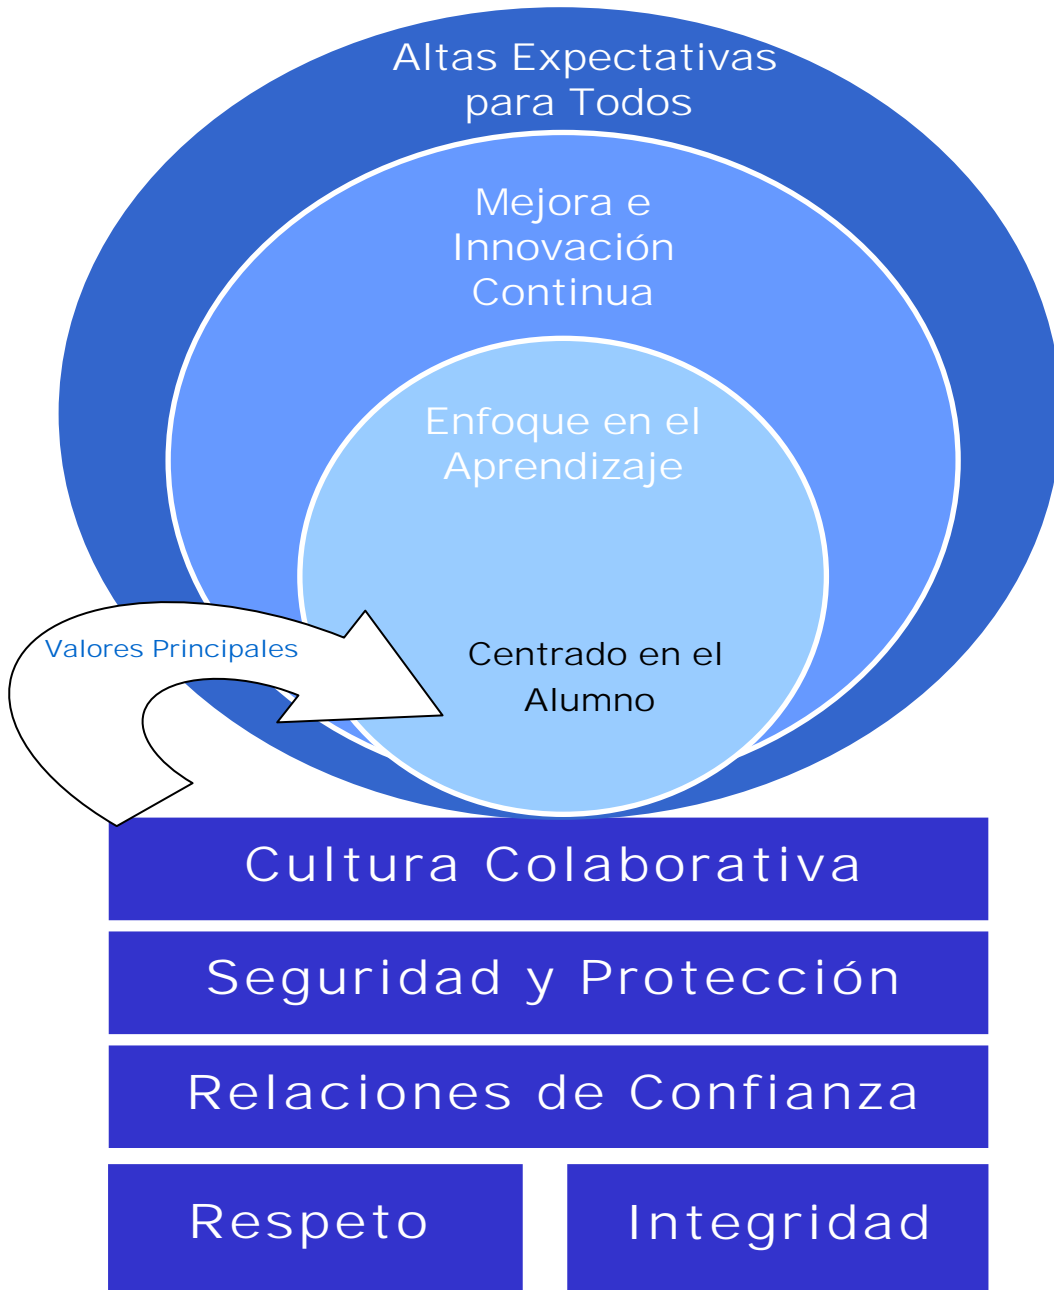 Altas Expectativas
para Todos
Mejora e
Innovación
Continua
Enfoque en el
Aprendizaje
Valores Principales
Centrado en el
Alumno
Cultura Colaborativa
Seguridad y Protección
Relaciones de Confianza
Respeto
Integridad